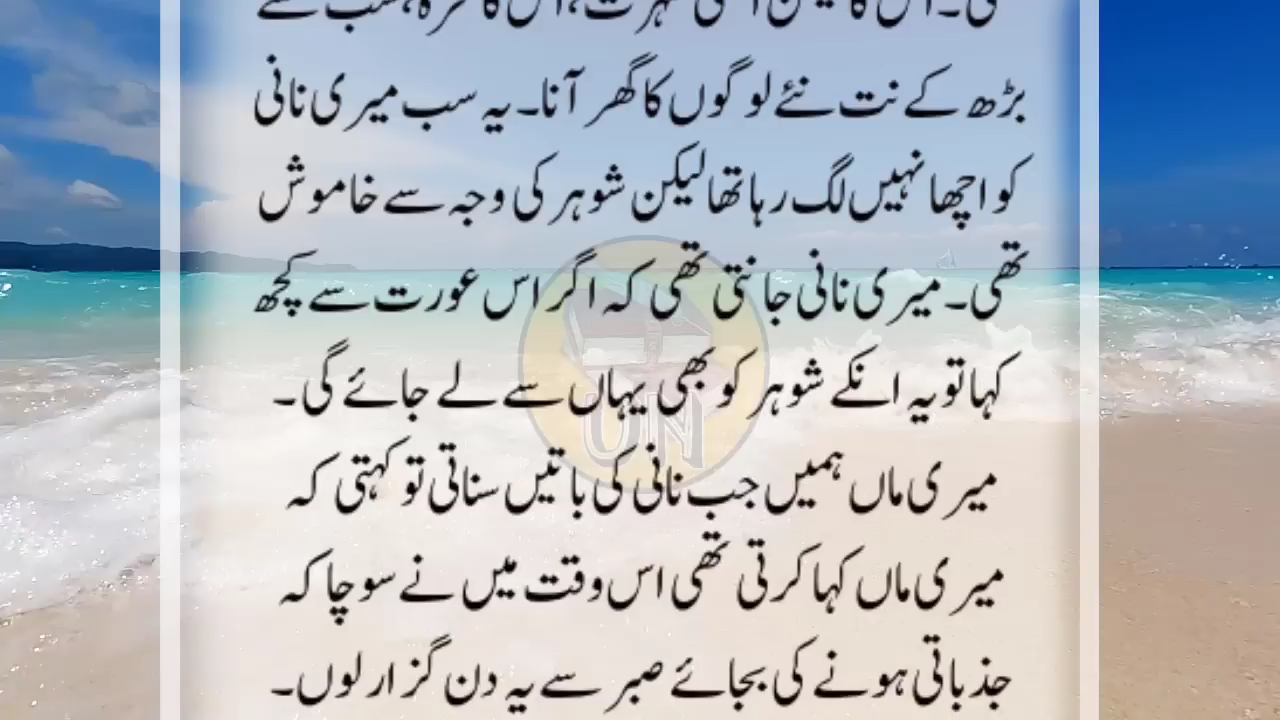 بڑھ کے نت نئے لوگوں کا گھر آنا۔ یہ سب میری نانی
کو اچھا نہیں لگ رہا تھا لیکن شوہر کی وجہ سے خاموش
تھی۔ میری نانی جانتی تھی کہ اگر اس عورت سے کچھ
کہا تو یہ انکے شوہر کو بھی یہاں سے لے جائے گی۔
میری ماں ہمیں جب نانی کی باتیں سناتی تو کہتی کہ
میری ماں کہا کرتی تھی اس وقت میں نے سوچا کہ
جذباتی ہونے کی بجائے صبر سے یہ دن گزار لوں۔
UN